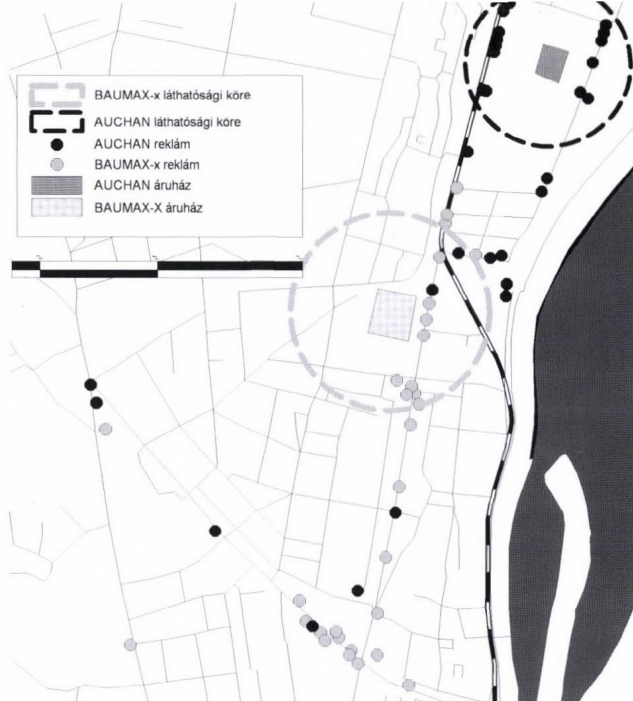 BAUMAX-x láthatósági köre
AUCHAN láthatósági köre
AUCHAN reklám
BAUMAX-x reklám
AUCHAN áruház
BAUMAX-X áruház